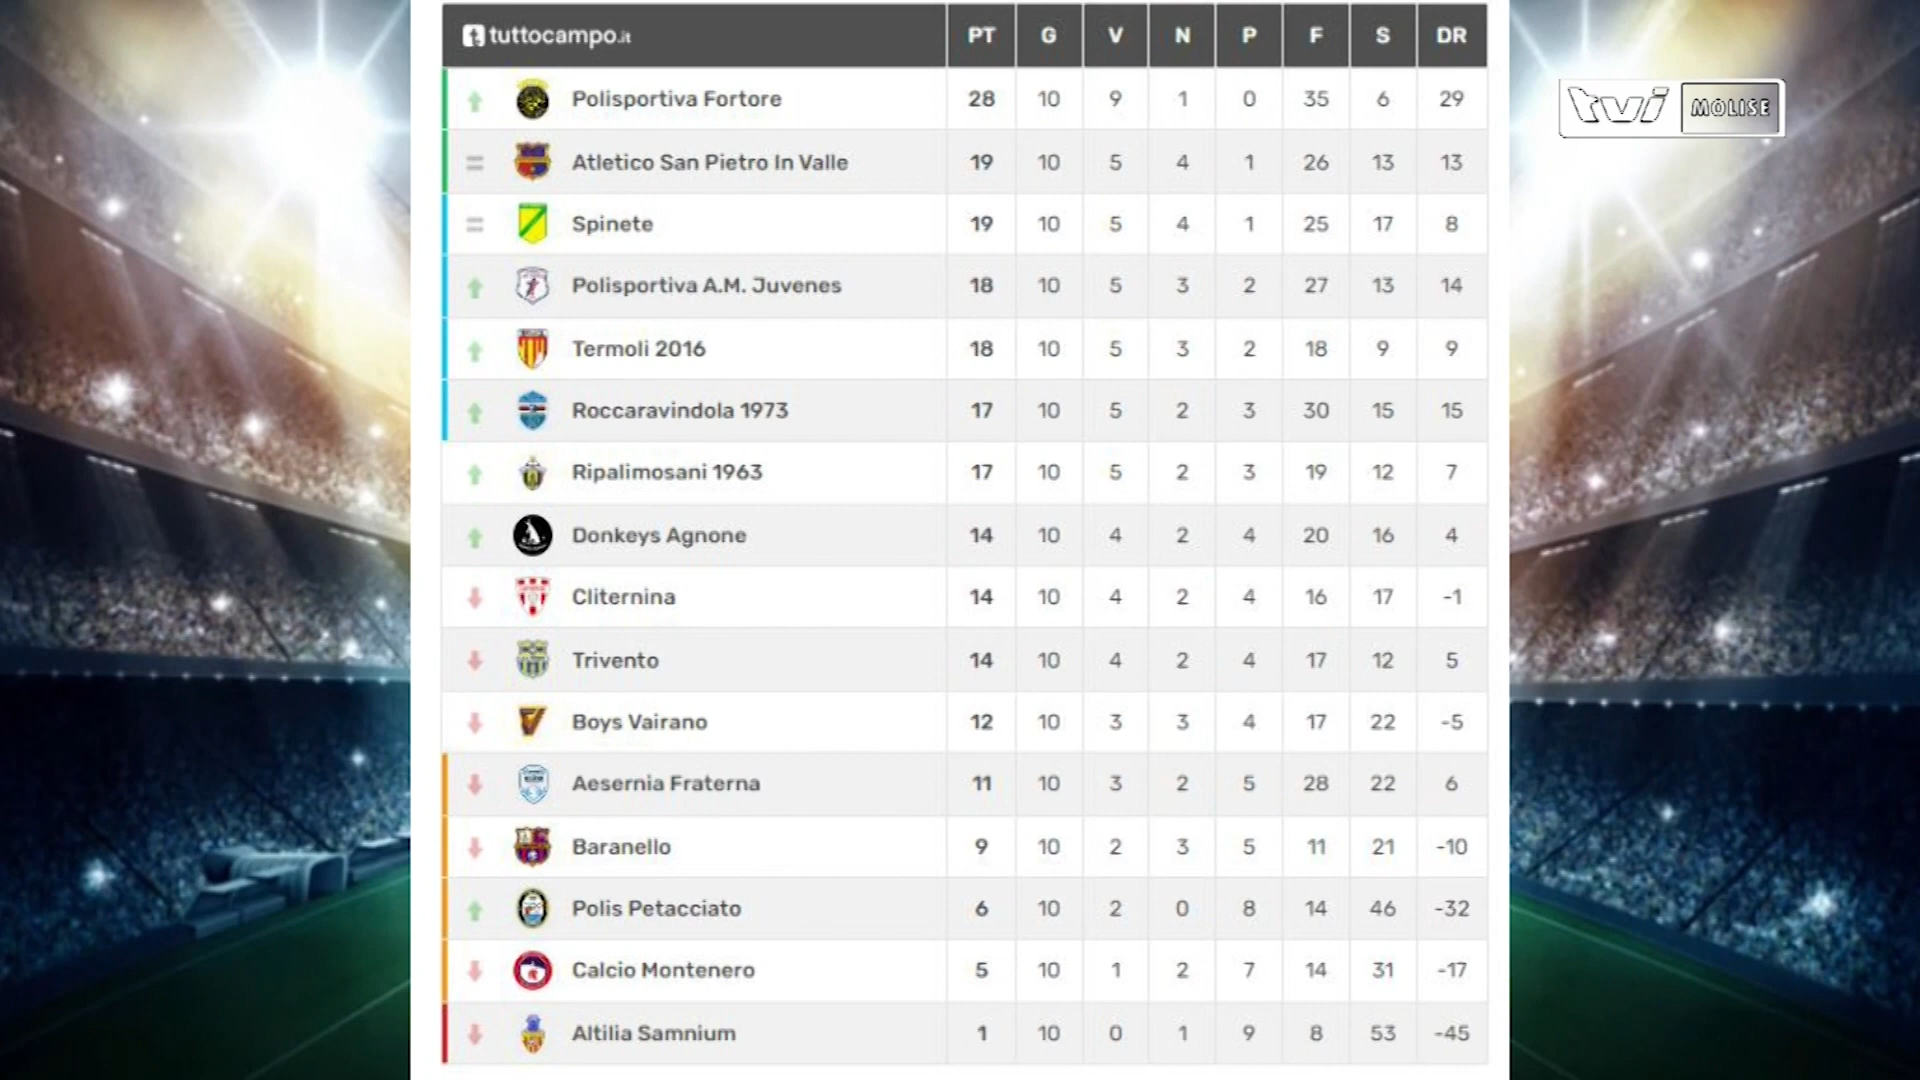 tuttocampo.it PT G V N P F S DR
Polisportiva Fortore 28 10 9 1 0 35 6 29
Atletico San Pietro In Valle 19 10 5 4 1 26 13 13
Spinete 19 10 5 4 1 25 17 8
Polisportiva A.M. Juvenes 18 10 5 3 2 27 13 14
Termoli 2016 18 10 5 3 2 18 9 9
Roccaravindola 1973 17 10 5 2 3 30 15 15
Ripalimosani 1963 17 10 5 2 3 19 12 7
Donkeys Agnone 14 10 4 2 4 20 16 4
Cliternina 14 10 4 2 4 16 17 -1
Trivento 14 10 4 2 4 17 12 5
Boys Vairano 12 10 3 3 4 17 22 -5
Aesernia Fraterna 11 10 3 2 5 28 22 6
Baranello 9 10 2 3 5 11 21 -10
Polis Petacciato 6 10 2 0 8 14 46 -32
Calcio Montenero 5 10 1 2 7 14 31 -17
Altilia Samnium 1 10 0 1 9 8 53 -45
tvi MOLISE